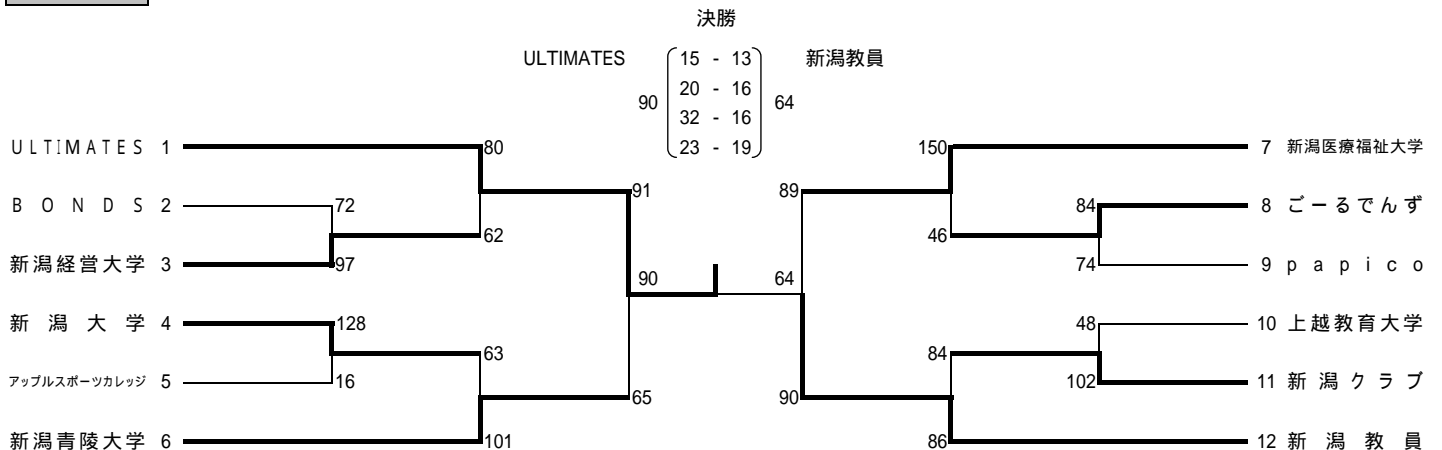 決勝
ULTIMATES 15 - 13 新潟教員
20 - 16
90 64
32 - 16
23 - 19
ULTIMATES 1 80 150 7 新潟医療福祉大学
91 89
BONDS 2 72 84 8 ごーるでんず
62 46
新潟経営大学 3 97 74 9 papico
90 64
新潟大学 4 128 48 10 上越教育大学
63 84
アップルスポーツカレッジ 5 16 102 11 新潟クラブ
65 90
新潟青陵大学 6 101 86 12 新潟教員